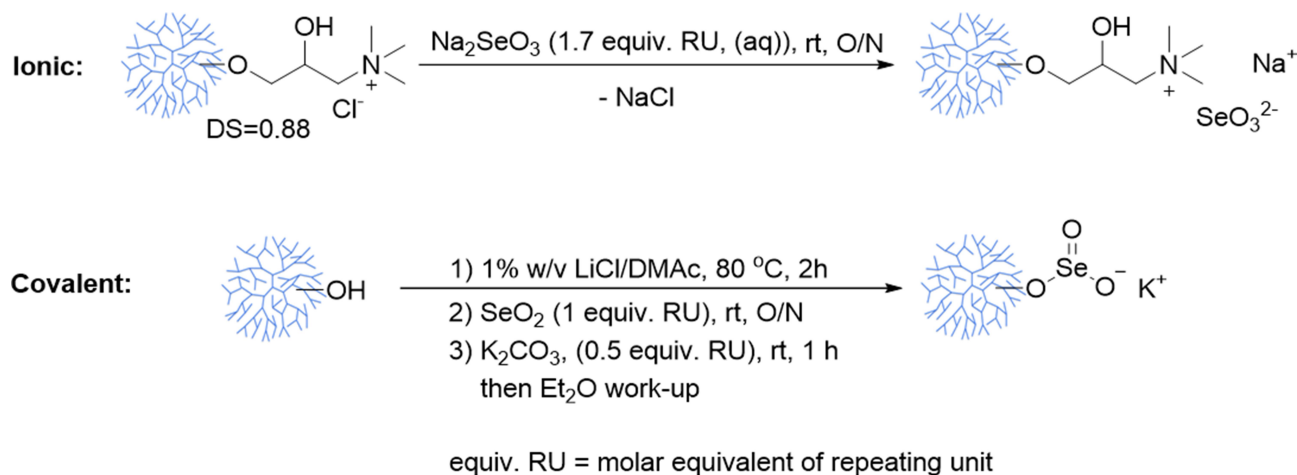 Ionic:
OH
O
N
+
Cl⁻
DS=0.88
Na₂SeO₃ (1.7 equiv. RU, (aq)), rt, O/N
- NaCl
OH
O
N
+
Na⁺
SeO₃²⁻
Covalent:
OH
1) 1% w/v LiCl/DMAc, 80 ºC, 2h
2) SeO₂ (1 equiv. RU), rt, O/N
3) K₂CO₃, (0.5 equiv. RU), rt, 1 h
then Et₂O work-up
O
Se
O
O⁻
K⁺
equiv. RU = molar equivalent of repeating unit